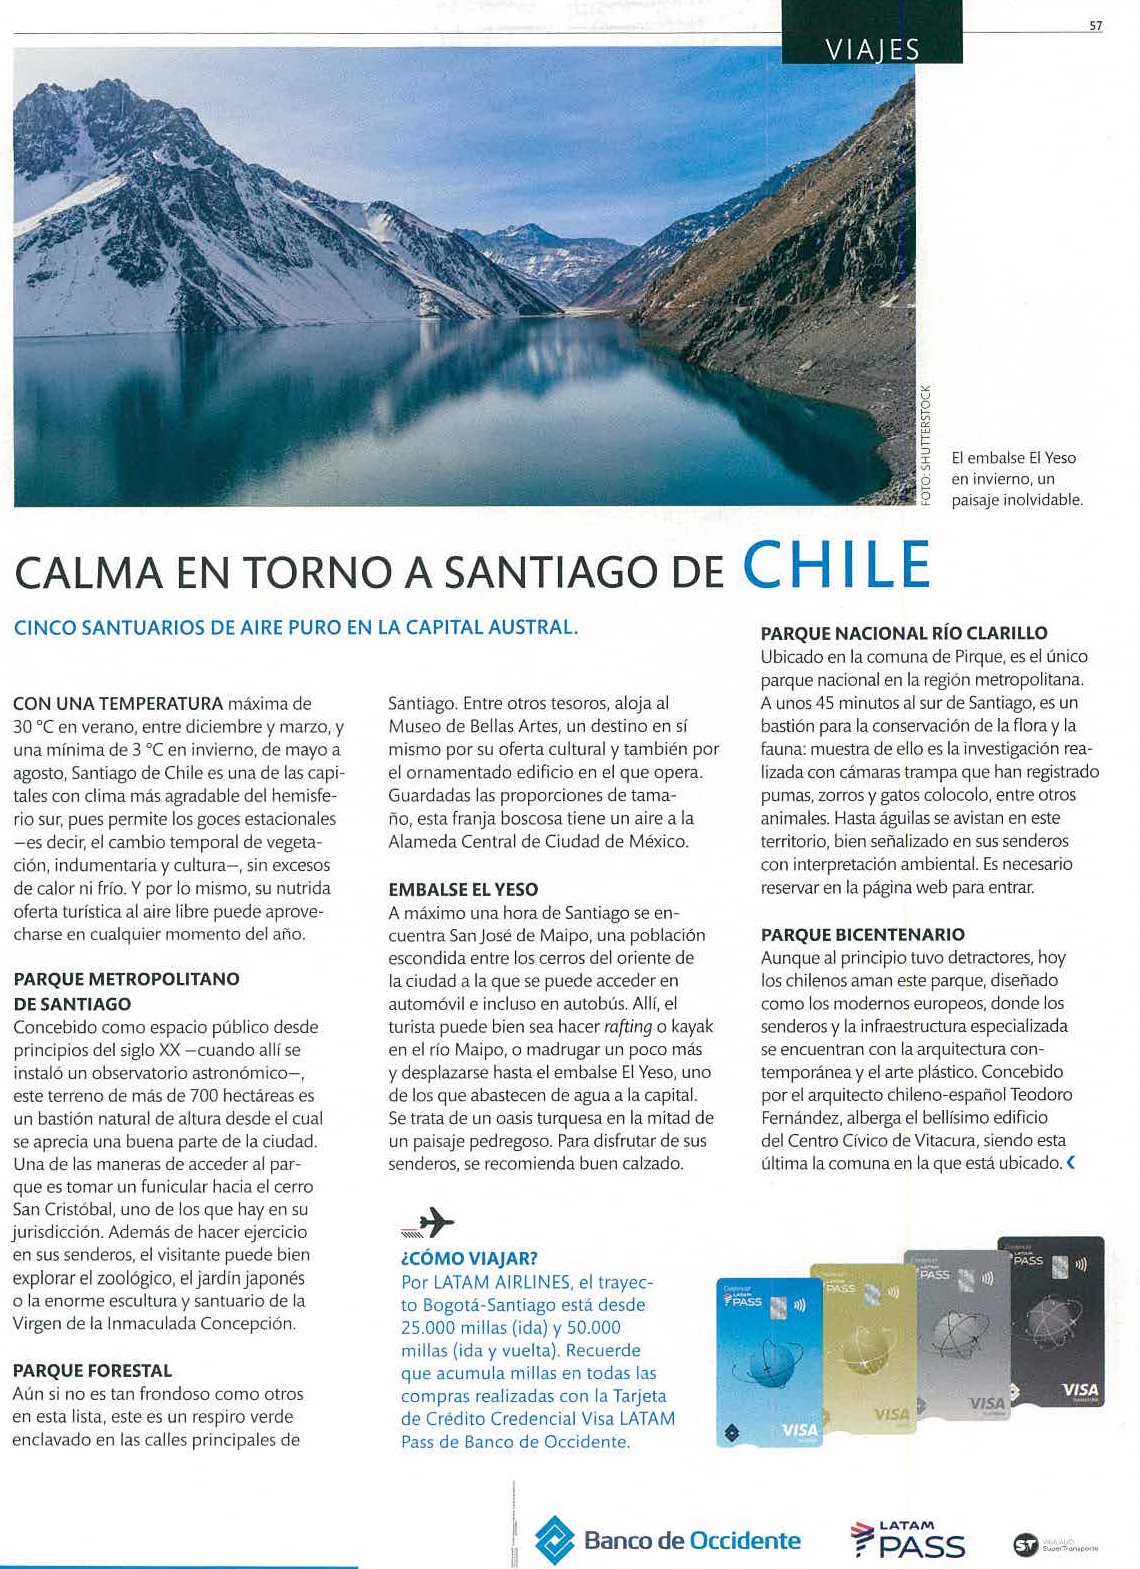 57
VIAJES
FOTO: SHUTTERSTOCK
El embalse El Yeso
en invierno, un
paisaje inolvidable.
CALMA EN TORNO A SANTIAGO DE CHILE
CINCO SANTUARIOS DE AIRE PURO EN LA CAPITAL AUSTRAL.
CON UNA TEMPERATURA máxima de
30 °C en verano, entre diciembre y marzo, y
una mínima de 3 °C en invierno, de mayo a
agosto, Santiago de Chile es una de las capi-
tales con clima más agradable del hemisfe-
rio sur, pues permite los goces estacionales
—es decir, el cambio temporal de vegeta-
ción, indumentaria y cultura—, sin excesos
de calor ni frío. Y por lo mismo, su nutrida
oferta turística al aire libre puede aprove-
charse en cualquier momento del año.
PARQUE METROPOLITANO
DE SANTIAGO
Concebido como espacio público desde
principios del siglo XX —cuando allí se
instaló un observatorio astronómico—,
este terreno de más de 700 hectáreas es
un bastión natural de altura desde el cual
se aprecia una buena parte de la ciudad.
Una de las maneras de acceder al par-
que es tomar un funicular hacia el cerro
San Cristóbal, uno de los que hay en su
jurisdicción. Además de hacer ejercicio
en sus senderos, el visitante puede bien
explorar el zoológico, el jardín japonés
o la enorme escultura y santuario de la
Virgen de la Inmaculada Concepción.
PARQUE FORESTAL
Aún si no es tan frondoso como otros
en esta lista, este es un respiro verde
enclavado en las calles principales de
Santiago. Entre otros tesoros, aloja al
Museo de Bellas Artes, un destino en sí
mismo por su oferta cultural y también por
el ornamentado edificio en el que opera.
Guardadas las proporciones de tama-
ño, esta franja boscosa tiene un aire a la
Alameda Central de Ciudad de México.
EMBALSE EL YESO
A máximo una hora de Santiago se en-
cuentra San José de Maipo, una población
escondida entre los cerros del oriente de
la ciudad a la que se puede acceder en
automóvil e incluso en autobús. Allí, el
turista puede bien sea hacer rafting o kayak
en el río Maipo, o madrugar un poco más
y desplazarse hasta el embalse El Yeso, uno
de los que abastecen de agua a la capital.
Se trata de un oasis turquesa en la mitad de
un paisaje pedregoso. Para disfrutar de sus
senderos, se recomienda buen calzado.
PARQUE NACIONAL RÍO CLARILLO
Ubicado en la comuna de Pirque, es el único
parque nacional en la región metropolitana.
A unos 45 minutos al sur de Santiago, es un
bastión para la conservación de la flora y la
fauna: muestra de ello es la investigación rea-
lizada con cámaras trampa que han registrado
pumas, zorros y gatos colocolo, entre otros
animales. Hasta águilas se avistan en este
territorio, bien señalizado en sus senderos
con interpretación ambiental. Es necesario
reservar en la página web para entrar.
PARQUE BICENTENARIO
Aunque al principio tuvo detractores, hoy
los chilenos aman este parque, diseñado
como los modernos europeos, donde los
senderos y la infraestructura especializada
se encuentran con la arquitectura con-
temporánea y el arte plástico. Concebido
por el arquitecto chileno-español Teodoro
Fernández, alberga el bellísimo edificio
del Centro Cívico de Vitacura, siendo esta
última la comuna en la que está ubicado.
¿CÓMO VIAJAR?
Por LATAM AIRLINES, el trayec-
to Bogotá-Santiago está desde
25.000 millas (ida) y 50.000
millas (ida y vuelta). Recuerde
que acumula millas en todas las
compras realizadas con la Tarjeta
de Crédito Credencial Visa LATAM
Pass de Banco de Occidente.
LATAM
PASS
VISA
PASS
VISA
PASS
VISA
PASS
VISA
Banco de Occidente
LATAM
PASS
ST
VIGILADO
SuperTransporte